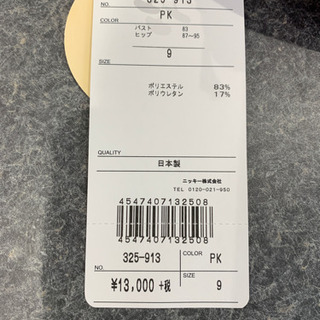 NO. 325-913
COLOR PK
バスト 83
ヒップ 87~95
9
SIZE
ポリエステル 83%
ポリウレタン 17%
QUALITY
日本製
ニッキー株式会社
TEL 0120-021-950
4547407132508
4547407132508
NO. 325-913 COLOR PK
¥13,000 +税 SIZE 9